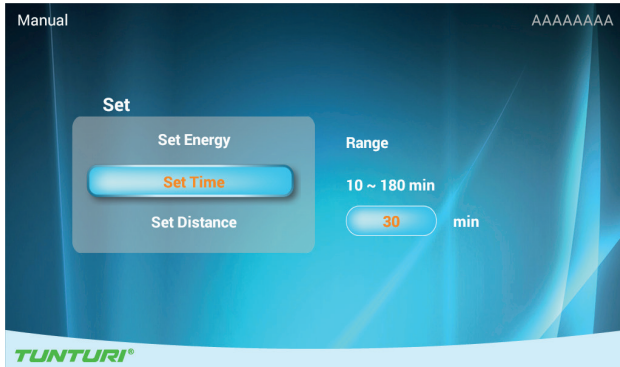 Manual
AAAAAAAA
Set
Set Energy
Set Time
Set Distance
Range
10 ~ 180 min
30 min
TUNTURI®